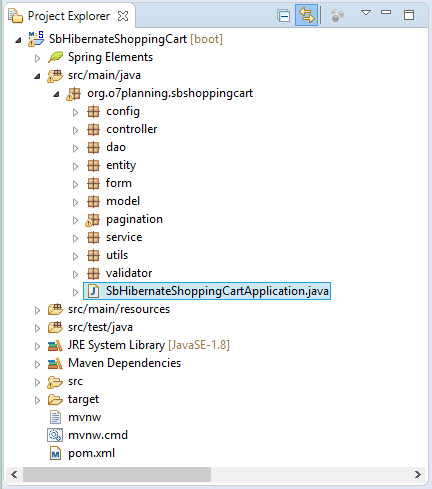 Project Explorer
SbHibernateShoppingCart [boot]
Spring Elements
src/main/java
org.o7planning.sbshoppingcart
config
controller
dao
entity
form
model
pagination
service
utils
validator
SbHibernateShoppingCartApplication.java
src/main/resources
src/test/java
JRE System Library [JavaSE-1.8]
Maven Dependencies
src
target
mvnw
mvnw.cmd
pom.xml